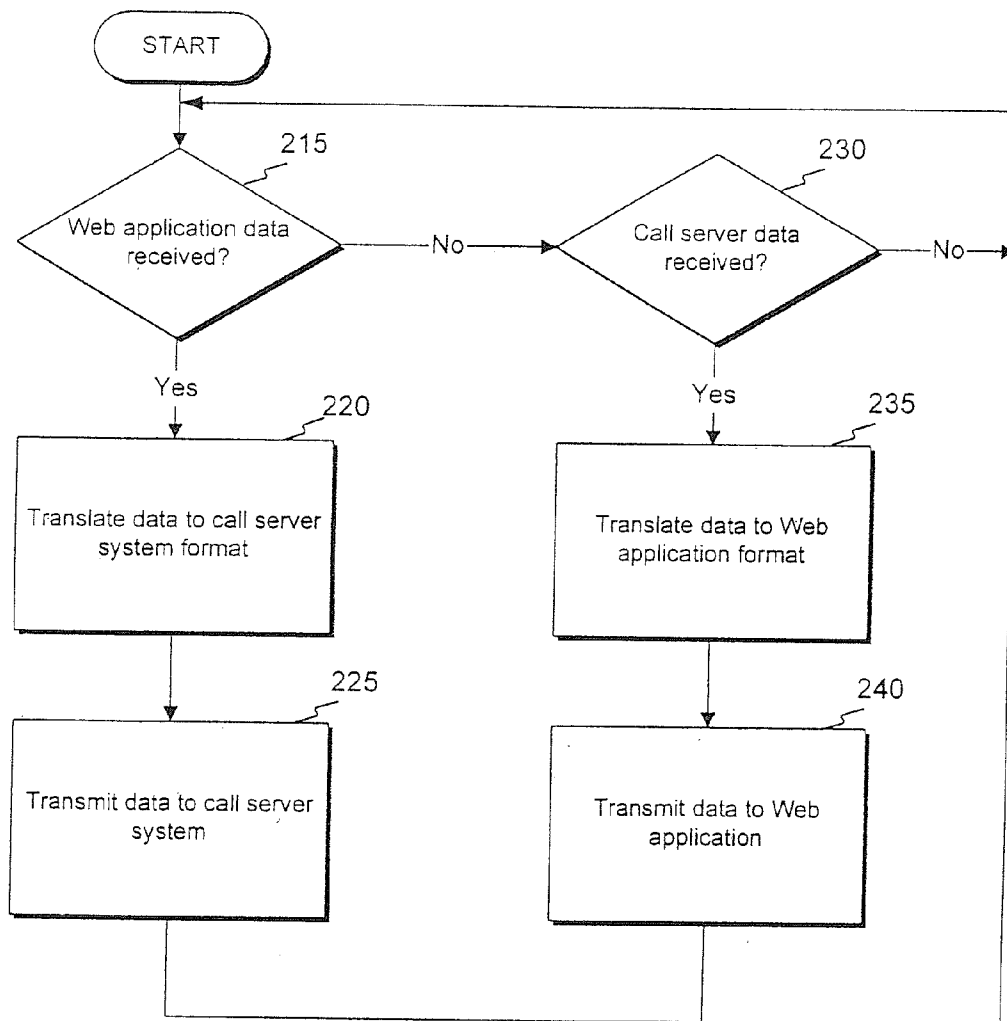 START
215
Web application data
received?
No
230
Call server data
received?
No
Yes
Yes
220
Translate data to call server
system format
235
Translate data to Web
application format
225
Transmit data to call server
system
240
Transmit data to Web
application